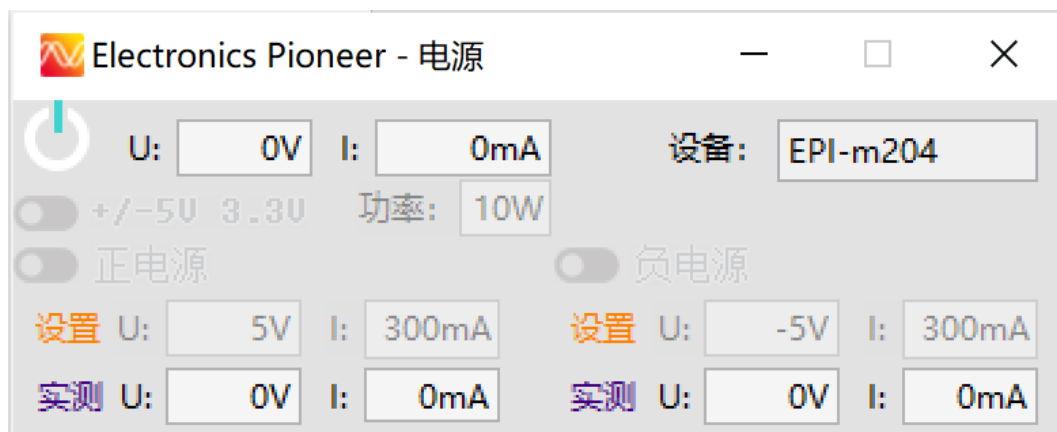 Electronics Pioneer - 电源
U: 0V I: 0mA 设备: EPI-m204
+/-5V 3.3V 功率: 10W
正电源 负电源
设置 U: 5V I: 300mA 设置 U: -5V I: 300mA
实测 U: 0V I: 0mA 实测 U: 0V I: 0mA